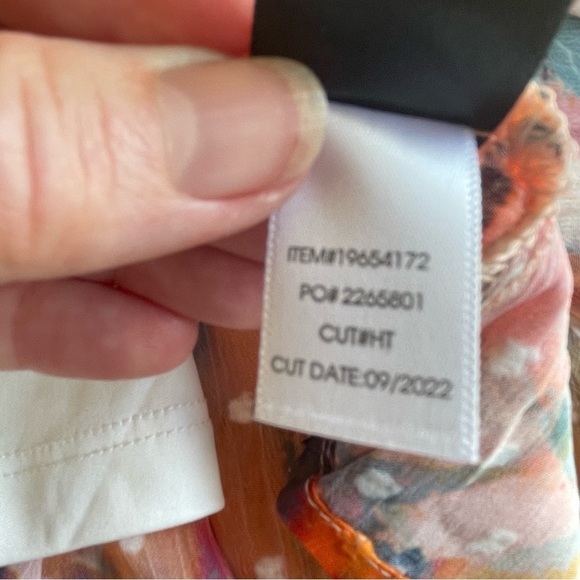 ITEM#19654172
PO# 2265801
CUT#HT
CUT DATE:09/2022